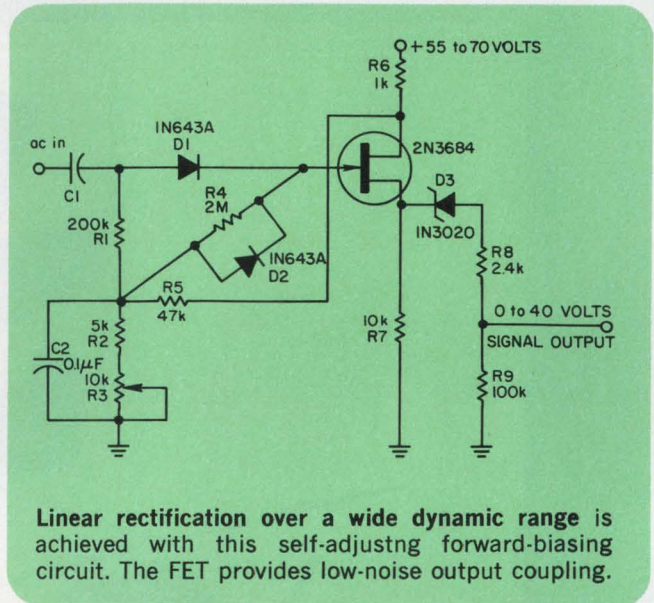 +55 to 70 VOLTS
R6
1k
1N643A
D1
ac in
2N3684
C1
R4
2M
D3
1N3020
200k
R1
1N643A
D2
R8
2.4k
R5
47k
0 to 40 VOLTS
SIGNAL OUTPUT
5k
R2
10k
R7
C2
0.1μF
10k
R3
R9
100k
Linear rectification over a wide dynamic range is
achieved with this self-adjustng forward-biasing
circuit. The FET provides low-noise output coupling.